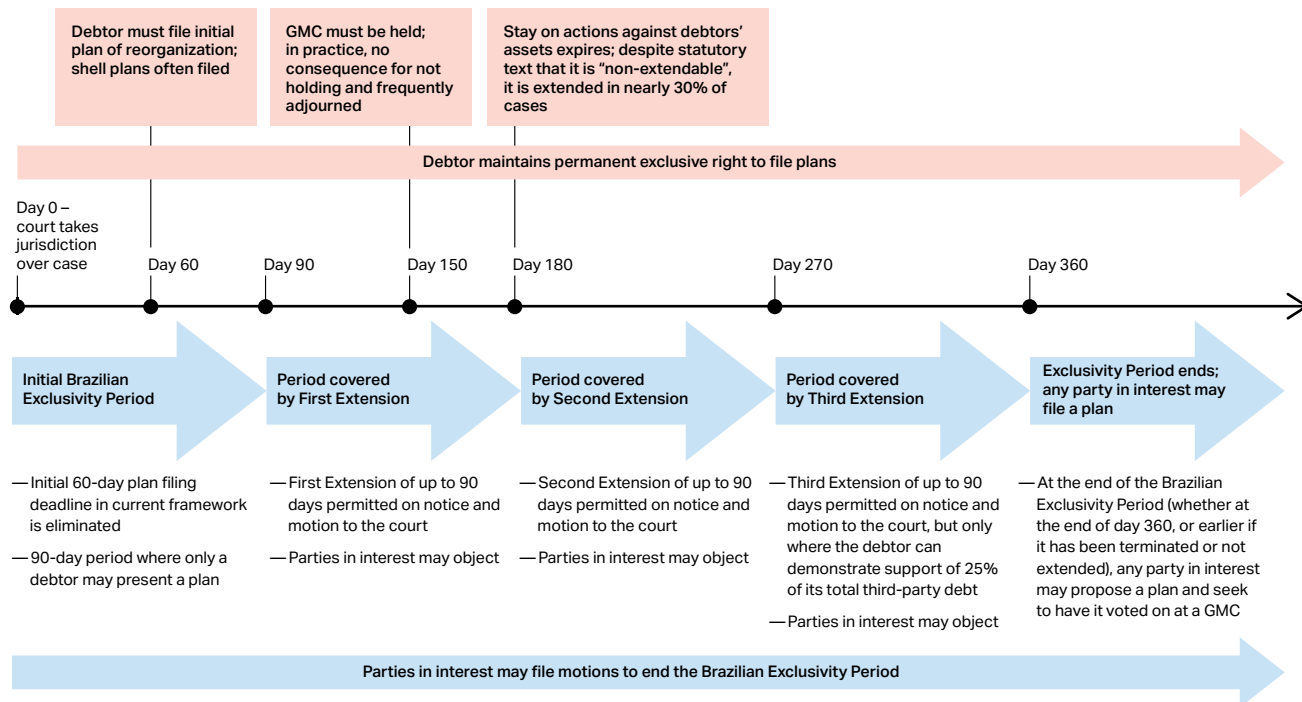 Debtor must file initial
plan of reorganization;
shell plans often filed
GMC must be held;
in practice, no
consequence for not
holding and frequently
adjourned
Stay on actions against debtors’
assets expires; despite statutory
text that it is “non-extendable”,
it is extended in nearly 30% of
cases
Debtor maintains permanent exclusive right to file plans
Day 0 –
court takes
jurisdiction
over case
Day 60
Day 90
Day 150
Day 180
Day 270
Day 360
Initial Brazilian
Exclusivity Period
Period covered
by First Extension
Period covered
by Second Extension
Period covered
by Third Extension
Exclusivity Period ends;
any party in interest may
file a plan
— Initial 60-day plan filing
deadline in current framework
is eliminated
— 90-day period where only a
debtor may present a plan
— First Extension of up to 90
days permitted on notice and
motion to the court
— Parties in interest may object
— Second Extension of up to 90
days permitted on notice and
motion to the court
— Parties in interest may object
— Third Extension of up to 90
days permitted on notice and
motion to the court, but only
where the debtor can
demonstrate support of 25%
of its total third-party debt
— Parties in interest may object
— At the end of the Brazilian
Exclusivity Period (whether at
the end of day 360, or earlier if
it has been terminated or not
extended), any party in interest
may propose a plan and seek
to have it voted on at a GMC
Parties in interest may file motions to end the Brazilian Exclusivity Period